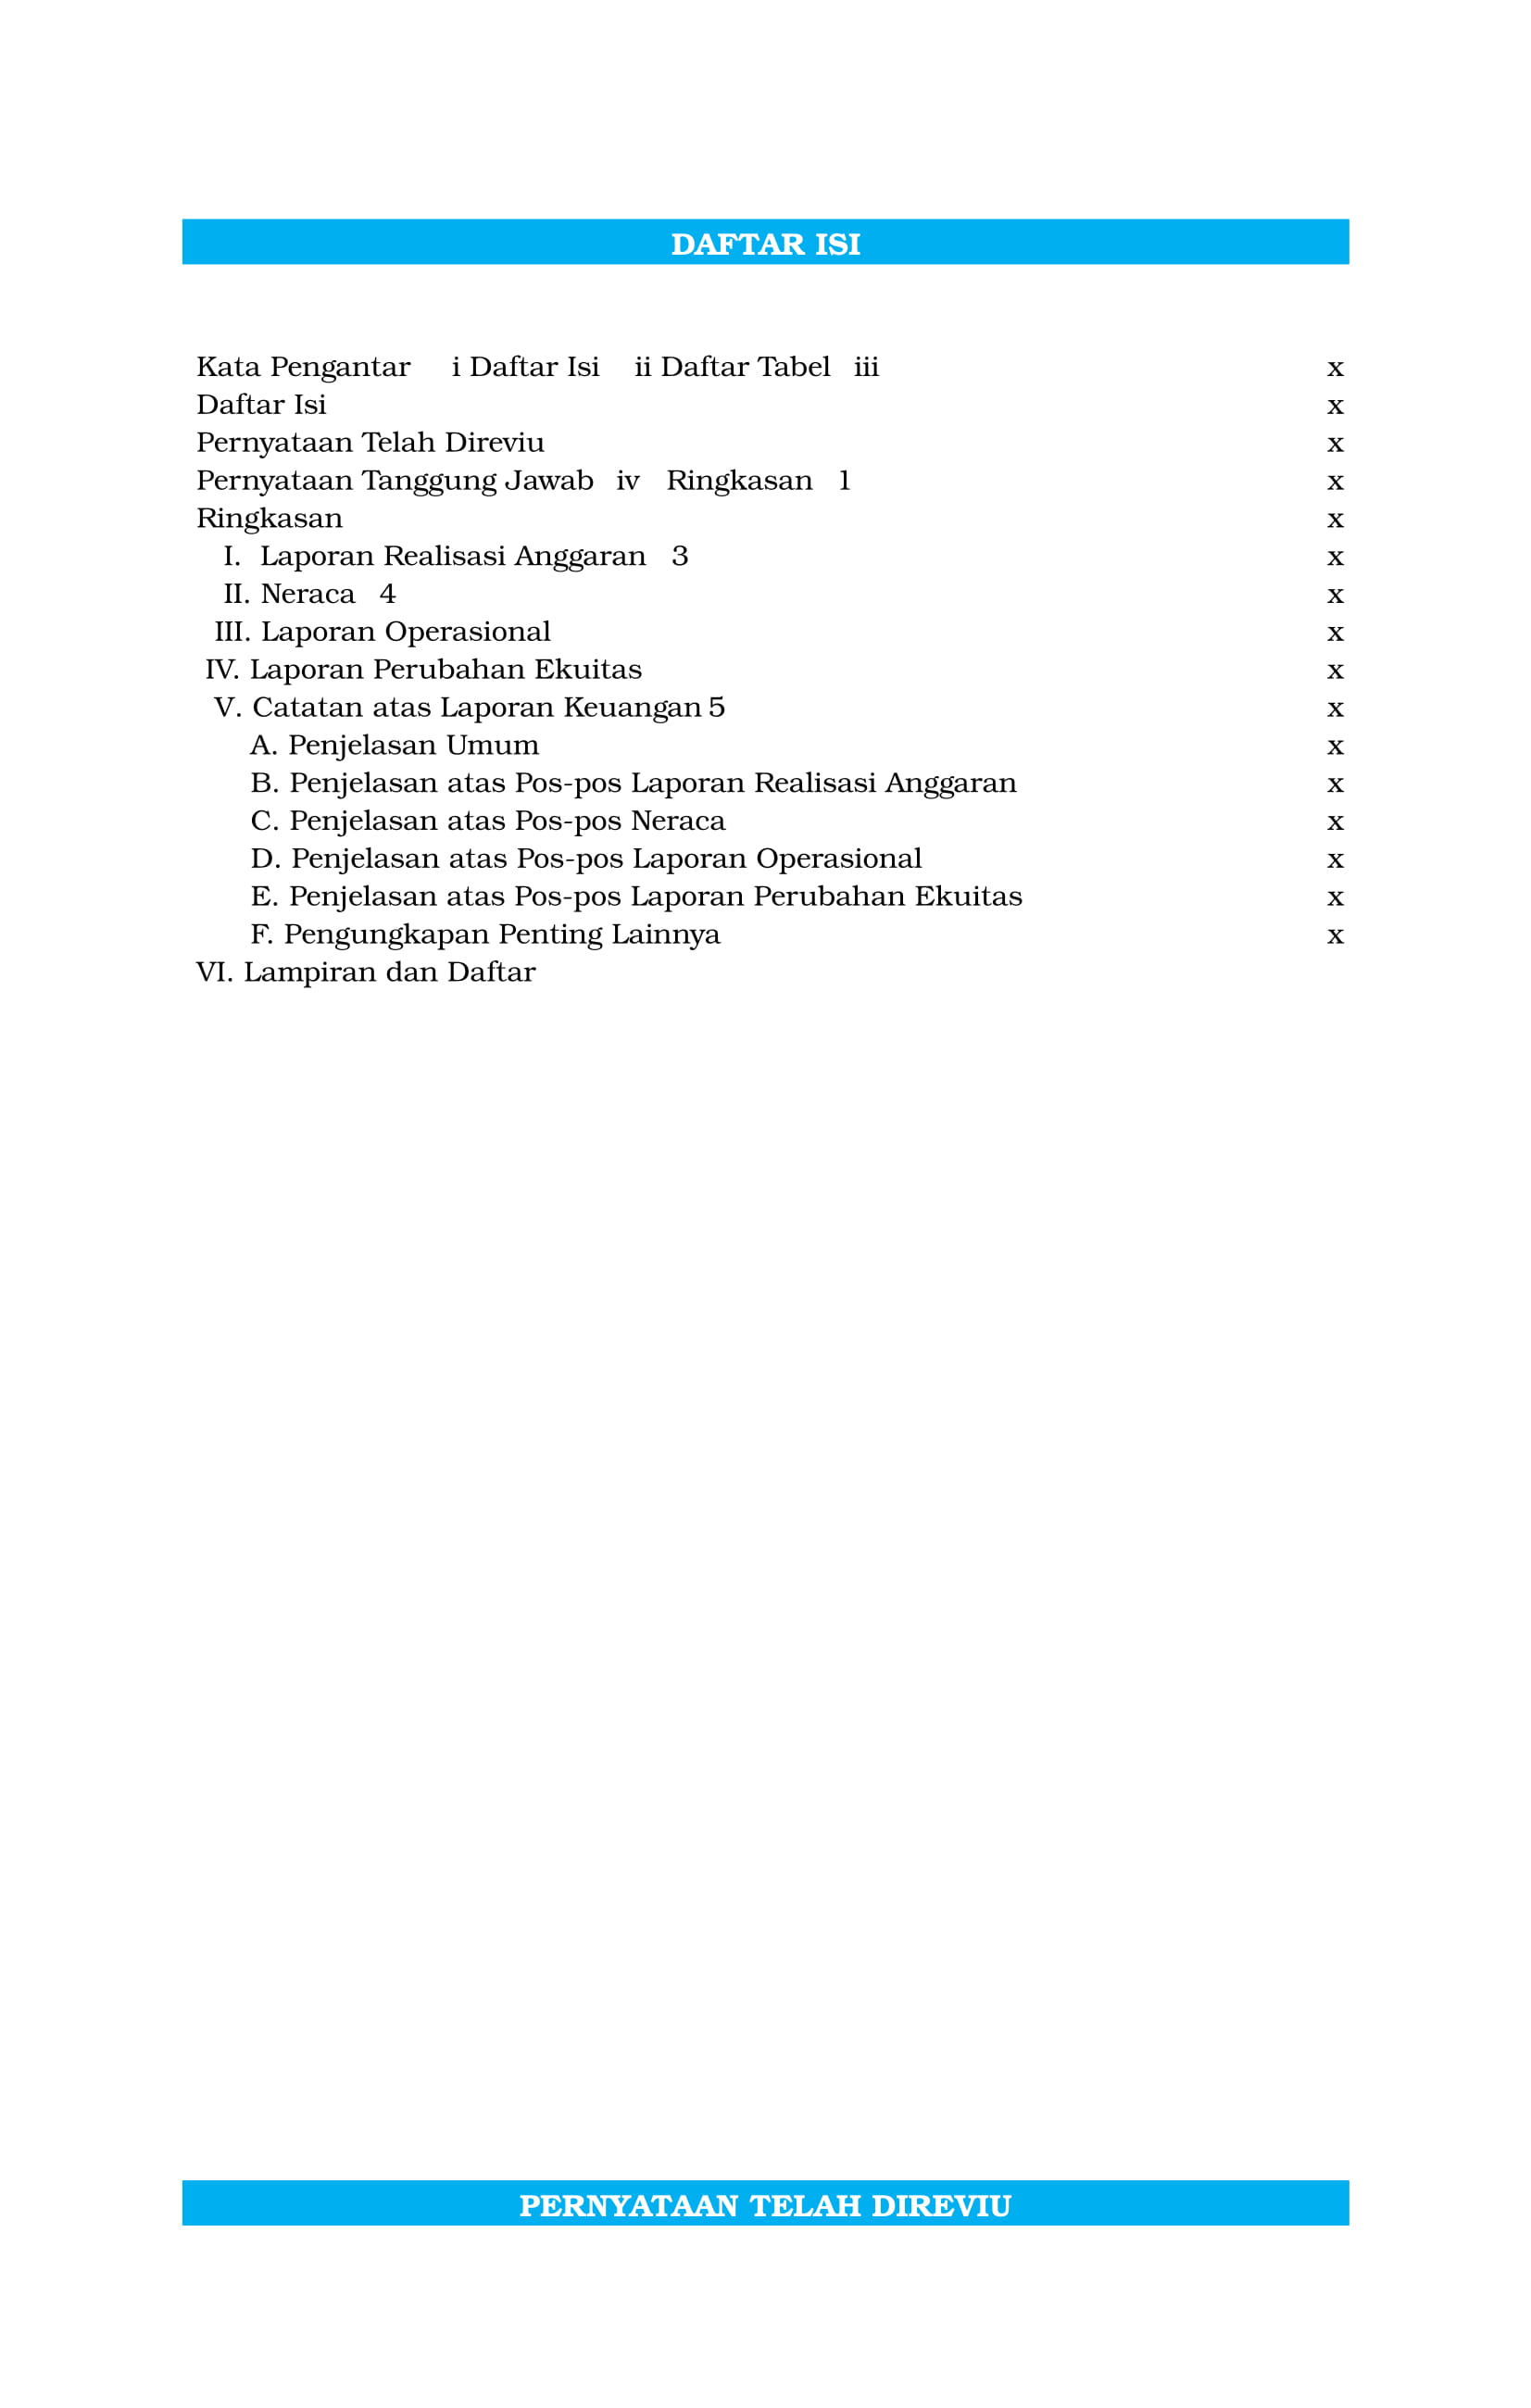 DAFTAR ISI
Kata Pengantar i Daftar Isi ii Daftar Tabel iii x
Daftar Isi x
Pernyataan Telah Direviu x
Pernyataan Tanggung Jawab iv Ringkasan 1 x
Ringkasan x
I. Laporan Realisasi Anggaran 3 x
II. Neraca 4 x
III. Laporan Operasional x
IV. Laporan Perubahan Ekuitas x
V. Catatan atas Laporan Keuangan 5 x
A. Penjelasan Umum x
B. Penjelasan atas Pos-pos Laporan Realisasi Anggaran x
C. Penjelasan atas Pos-pos Neraca x
D. Penjelasan atas Pos-pos Laporan Operasional x
E. Penjelasan atas Pos-pos Laporan Perubahan Ekuitas x
F. Pengungkapan Penting Lainnya x
VI. Lampiran dan Daftar
PERNYATAAN TELAH DIREVIU